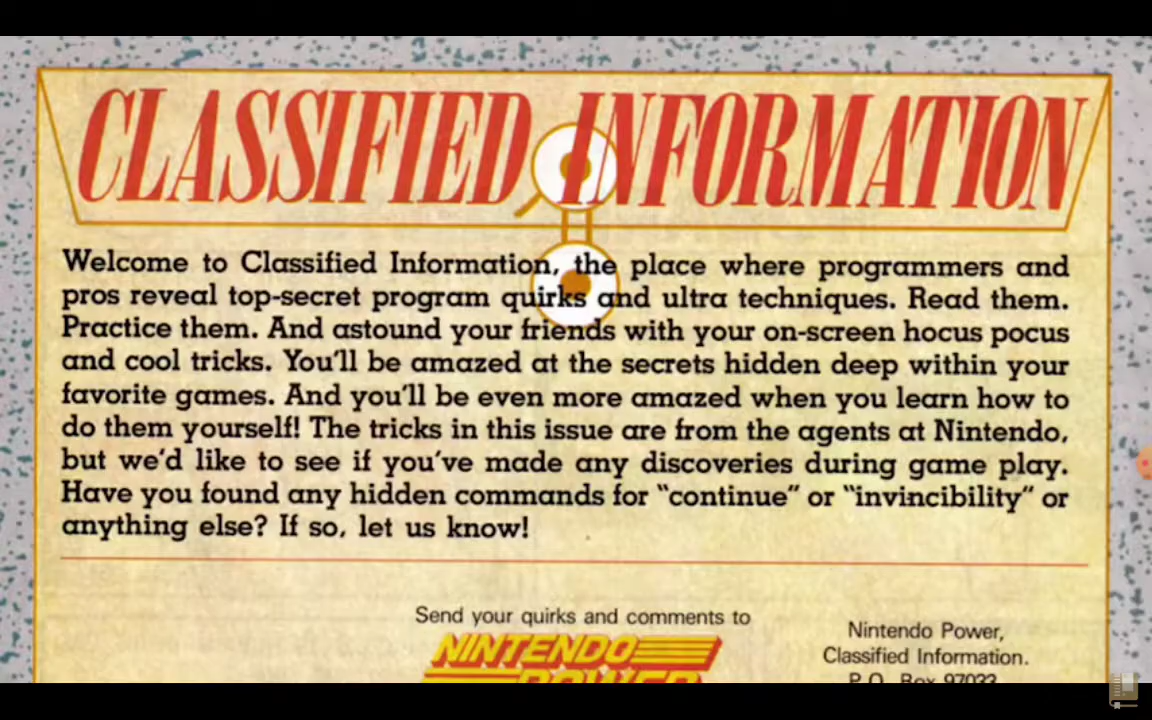 CLASSIFIED INFORMATION
Welcome to Classified Information, the place where programmers and
pros reveal top-secret program quirks and ultra techniques. Read them.
Practice them. And astound your friends with your on-screen hocus pocus
and cool tricks. You'll be amazed at the secrets hidden deep within your
favorite games. And you'll be even more amazed when you learn how to
do them yourself! The tricks in this issue are from the agents at Nintendo,
but we'd like to see if you've made any discoveries during game play.
Have you found any hidden commands for "continue" or "invincibility" or
anything else? If so, let us know!
Send your quirks and comments to
NINTENDO
POWER
Nintendo Power,
Classified Information.
P.O. Box 97033